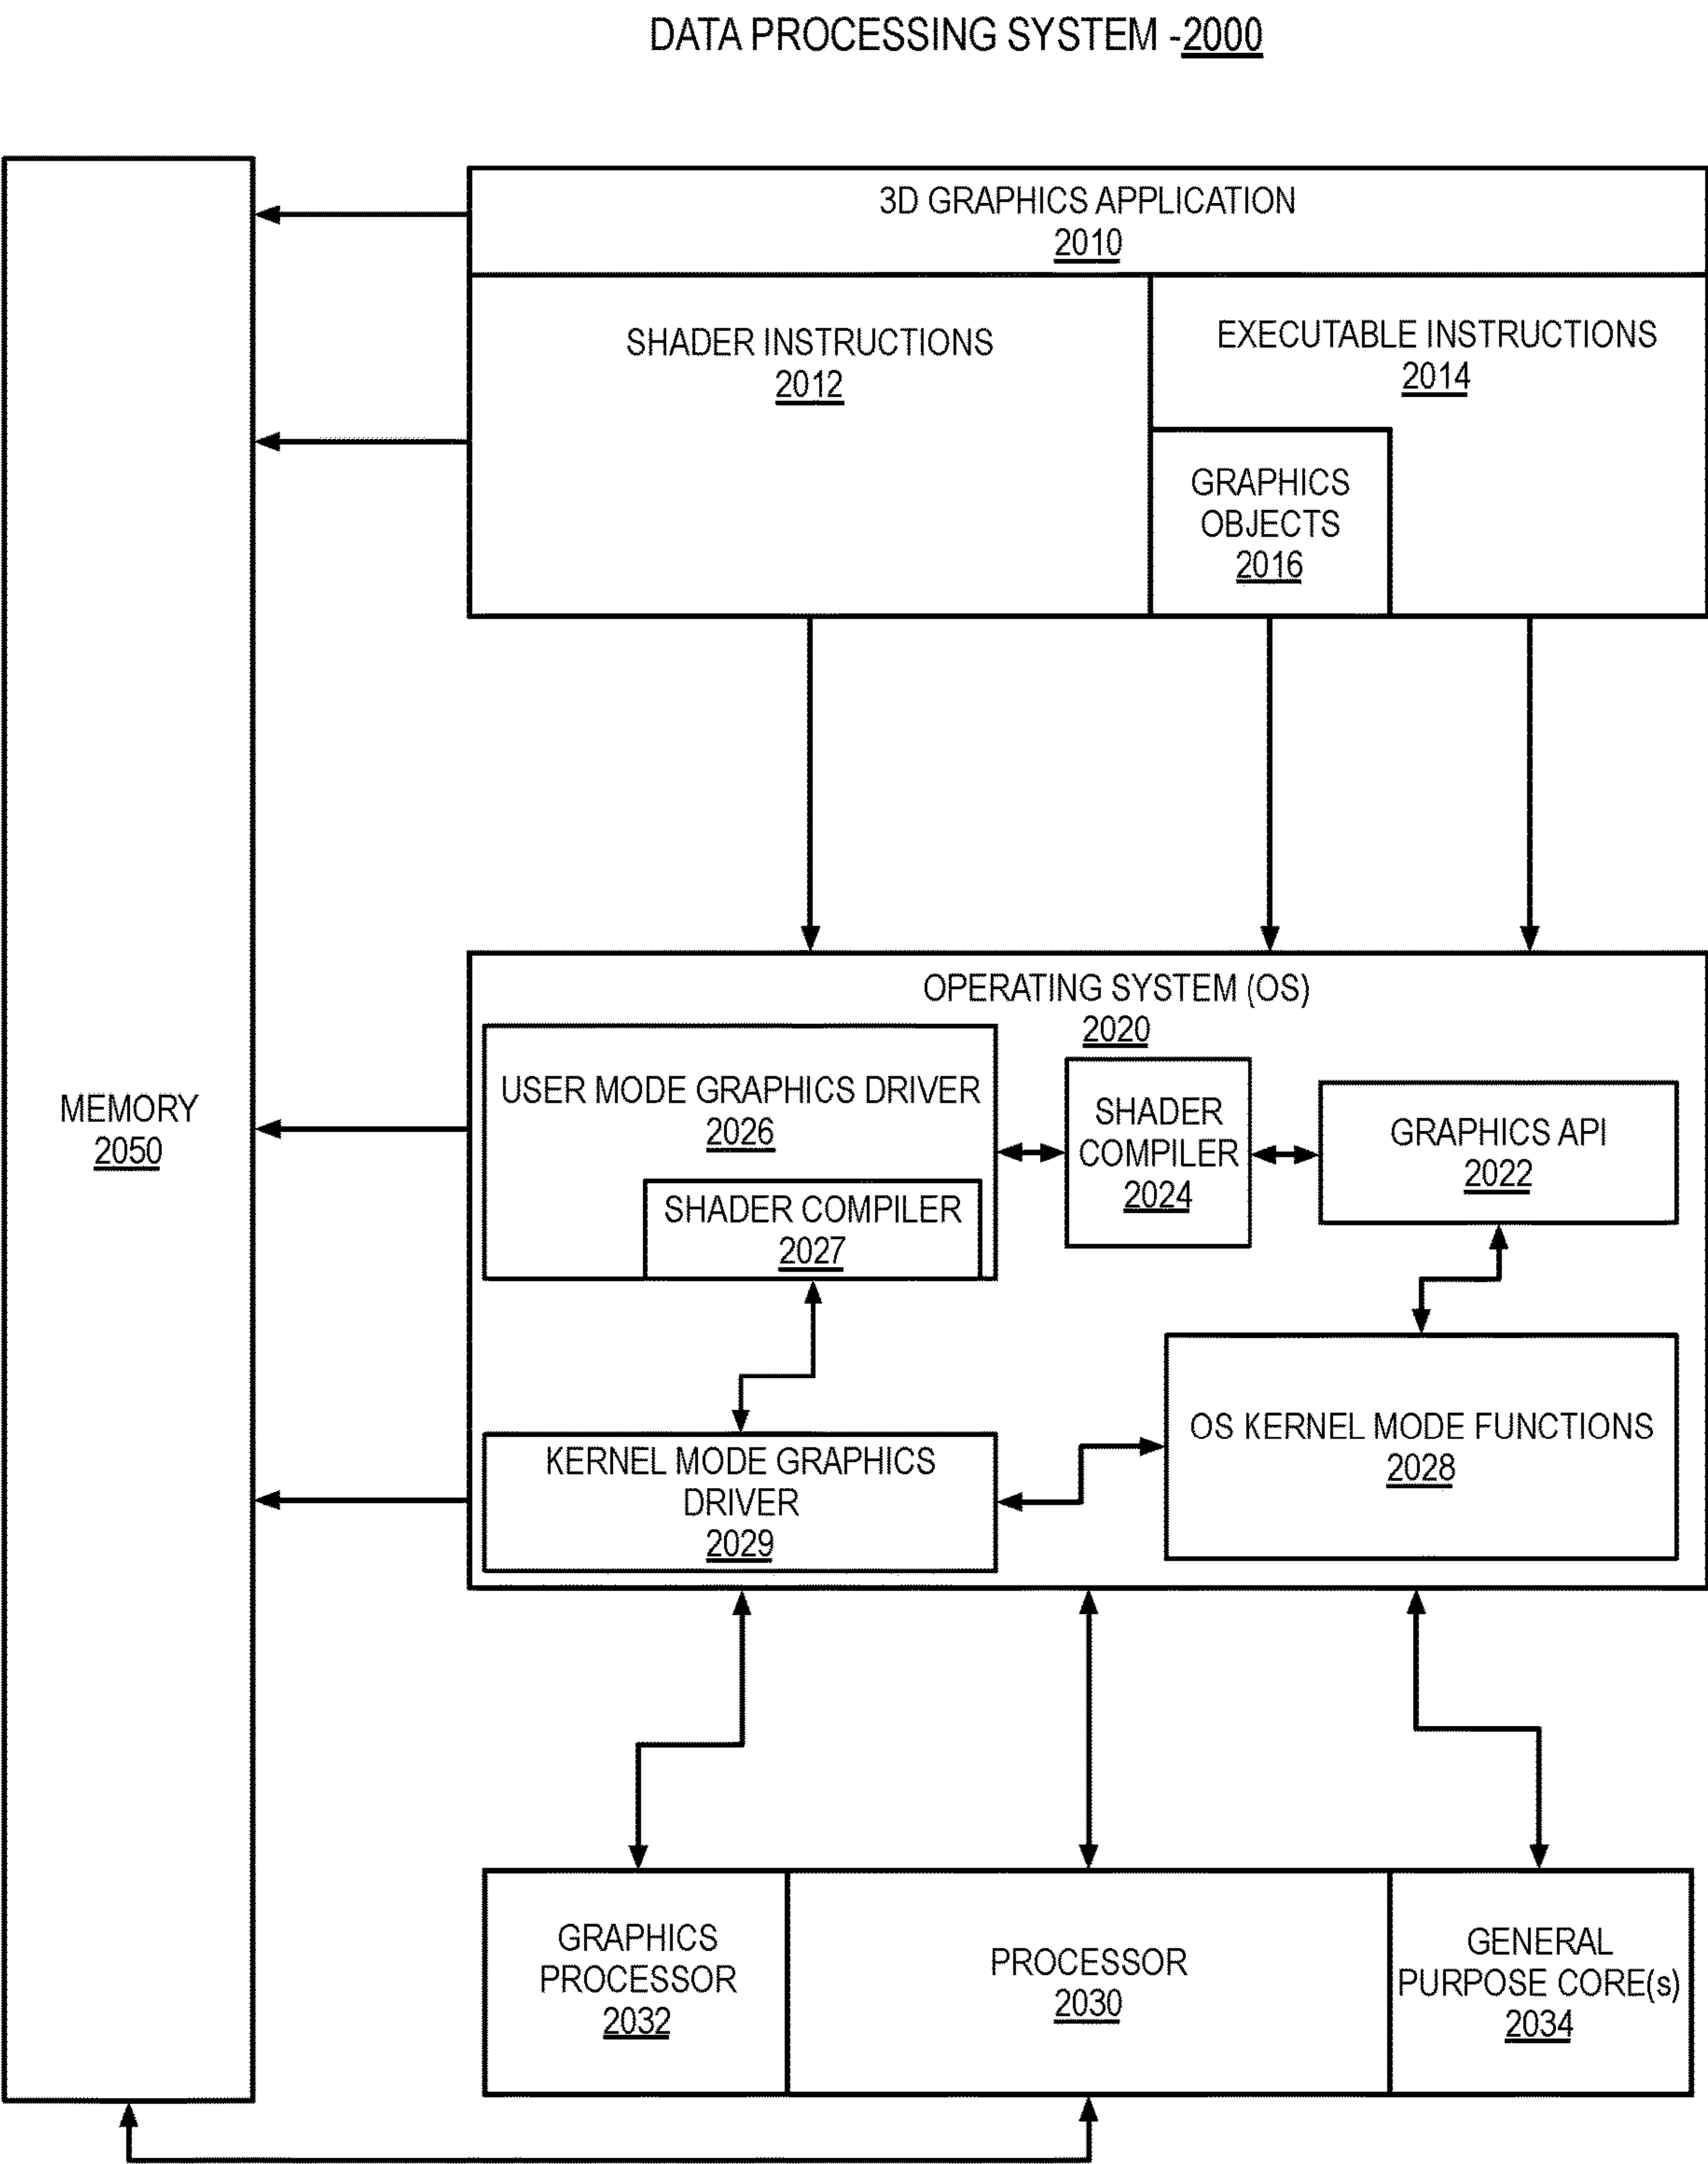 DATA PROCESSING SYSTEM -2000
3D GRAPHICS APPLICATION
2010
SHADER INSTRUCTIONS
2012
EXECUTABLE INSTRUCTIONS
2014
GRAPHICS
OBJECTS
2016
MEMORY
2050
OPERATING SYSTEM (OS)
2020
USER MODE GRAPHICS DRIVER
2026
SHADER COMPILER
2027
SHADER
COMPILER
2024
GRAPHICS API
2022
KERNEL MODE GRAPHICS
DRIVER
2029
OS KERNEL MODE FUNCTIONS
2028
GRAPHICS
PROCESSOR
2032
PROCESSOR
2030
GENERAL
PURPOSE CORE(s)
2034